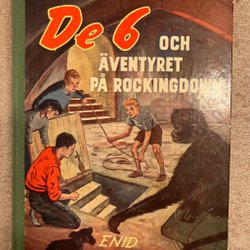 De 6 OCH
ÄVENTYRET
PÅ ROCKINGDOWN
ENID